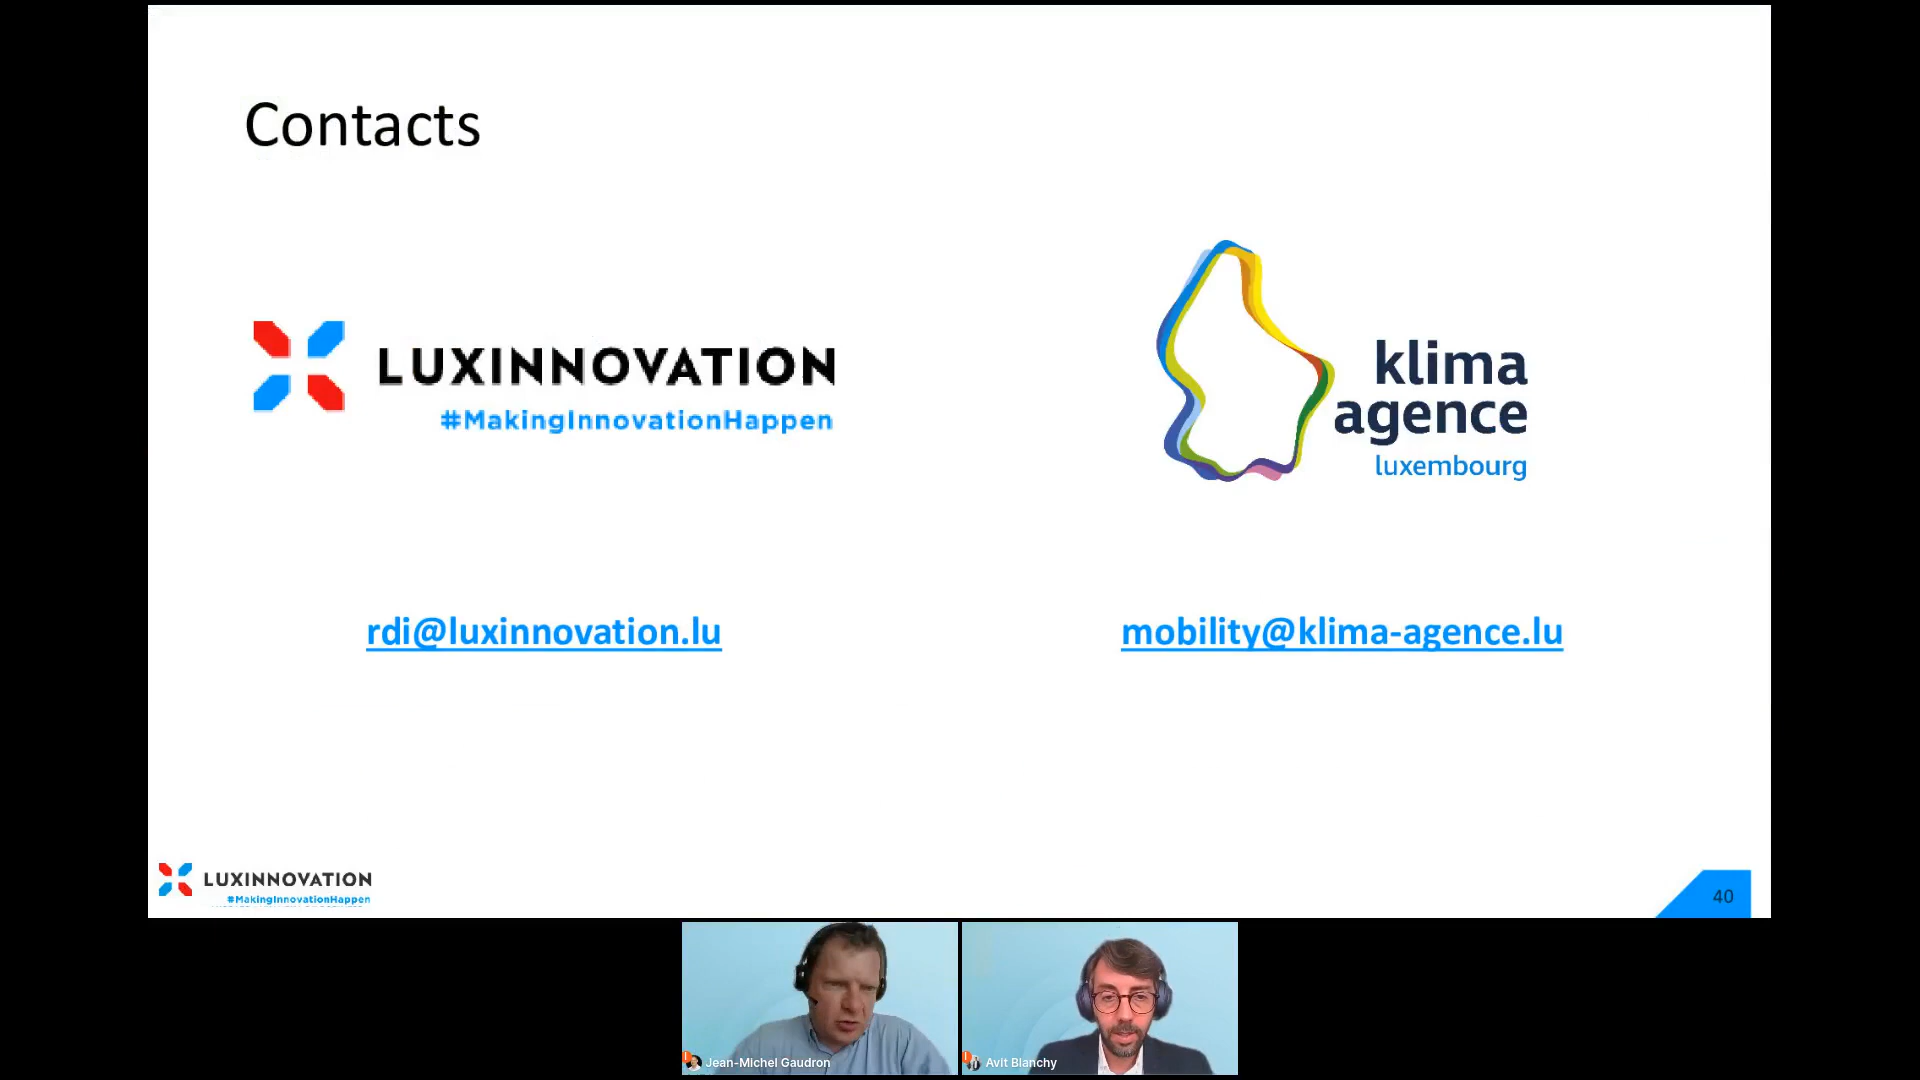 Contacts
LUXINNOVATION
#MakingInnovationHappen
klima
agence
luxembourg
rdi@luxinnovation.lu
mobility@klima-agence.lu
LUXINNOVATION
#MakingInnovationHappen
40
Jean-Michel Gaudron
Avit Blanchy